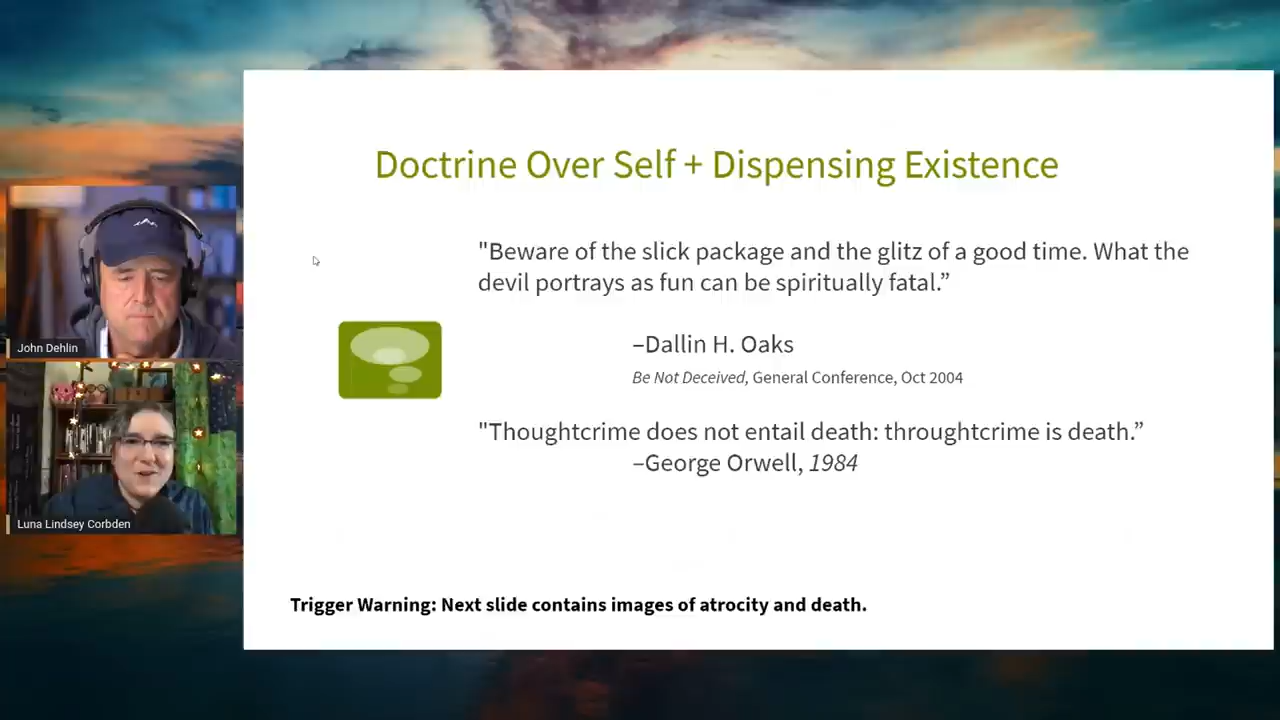 Doctrine Over Self + Dispensing Existence
"Beware of the slick package and the glitz of a good time. What the
devil portrays as fun can be spiritually fatal.”
–Dallin H. Oaks
Be Not Deceived, General Conference, Oct 2004
"Thoughtcrime does not entail death: throughtcrime is death.”
–George Orwell, 1984
Trigger Warning: Next slide contains images of atrocity and death.
John Dehlin
Luna Lindsey Corbden